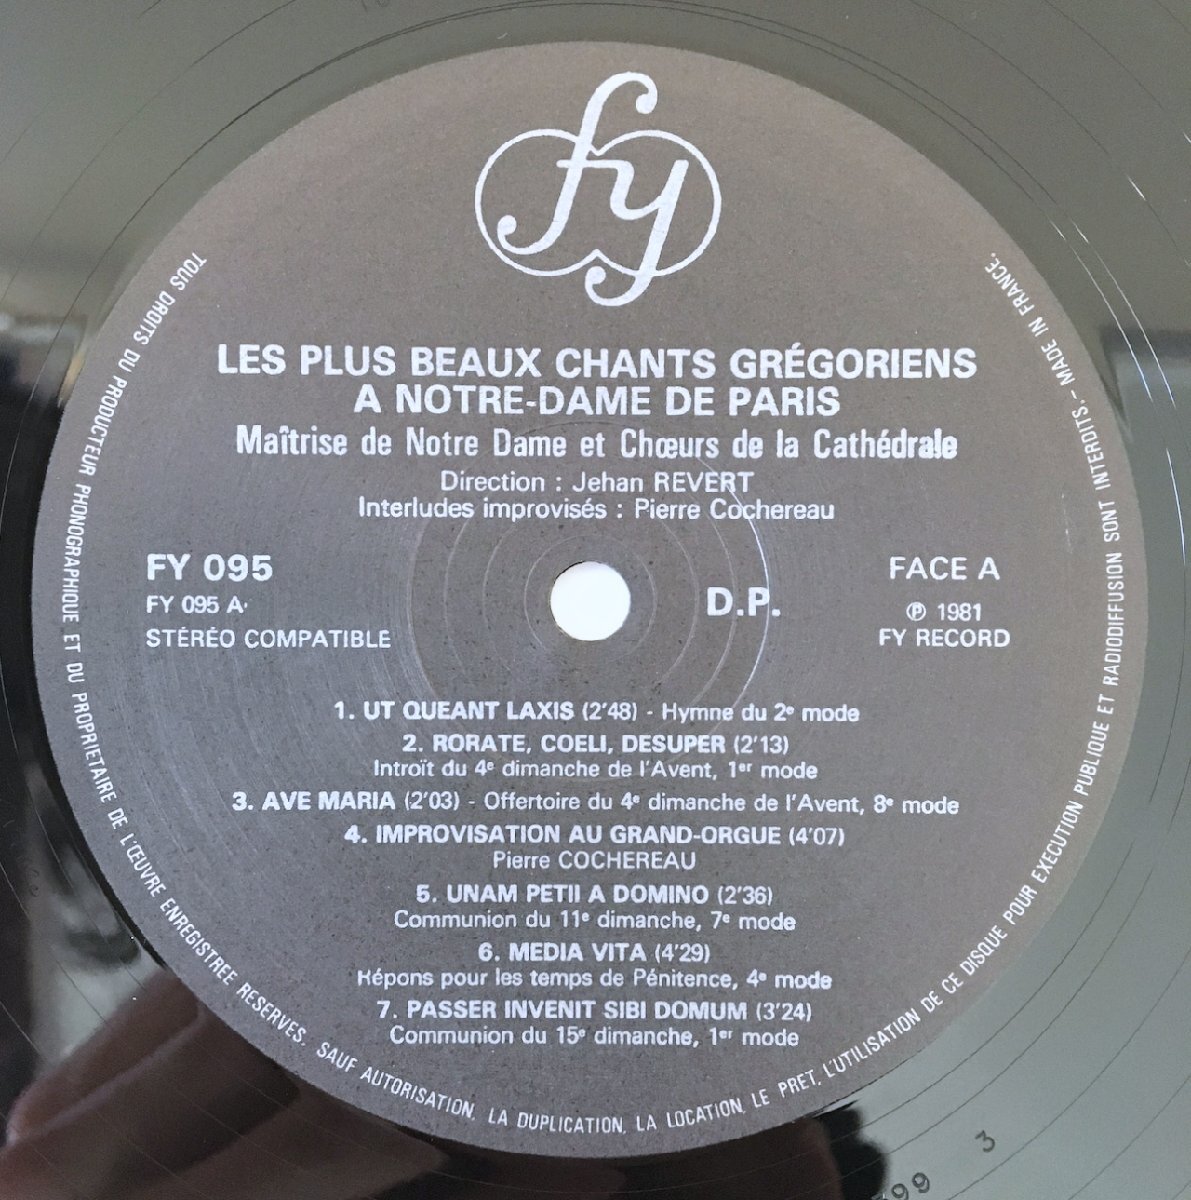 fy
LES PLUS BEAUX CHANTS GRÉGORIENS
A NOTRE-DAME DE PARIS
Maîtrise de Notre Dame et Chœurs de la Cathédrale
Direction : Jehan REVERT
Interludes improvisés : Pierre Cochereau
FY 095
FY 095 A
STÉRÉO COMPATIBLE
D.P.
FACE A
℗ 1981
FY RECORD
1. UT QUEANT LAXIS (2'48) - Hymne du 2e mode
2. RORATE, COELI, DESUPER (2'13)
Introït du 4e dimanche de l'Avent, 1er mode
3. AVE MARIA (2'03) - Offertoire du 4e dimanche de l'Avent, 8e mode
4. IMPROVISATION AU GRAND-ORGUE (4'07)
Pierre COCHEREAU
5. UNAM PETII A DOMINO (2'36)
Communion du 11e dimanche, 7e mode
6. MEDIA VITA (4'29)
Répons pour les temps de Pénitence, 4e mode
7. PASSER INVENIT SIBI DOMUM (3'24)
Communion du 15e dimanche, 1er mode
TOUS DROITS DU PRODUCTEUR PHONOGRAPHIQUE ET DU PROPRIETAIRE DE L'ŒUVRE ENREGISTREE RESERVES. SAUF AUTORISATION, LA DUPLICATION, LA LOCATION, LE PRET, L'UTILISATION DE CE DISQUE POUR EXECUTION PUBLIQUE ET RADIODIFFUSION SONT INTERDITS. - MADE IN FRANCE.
3